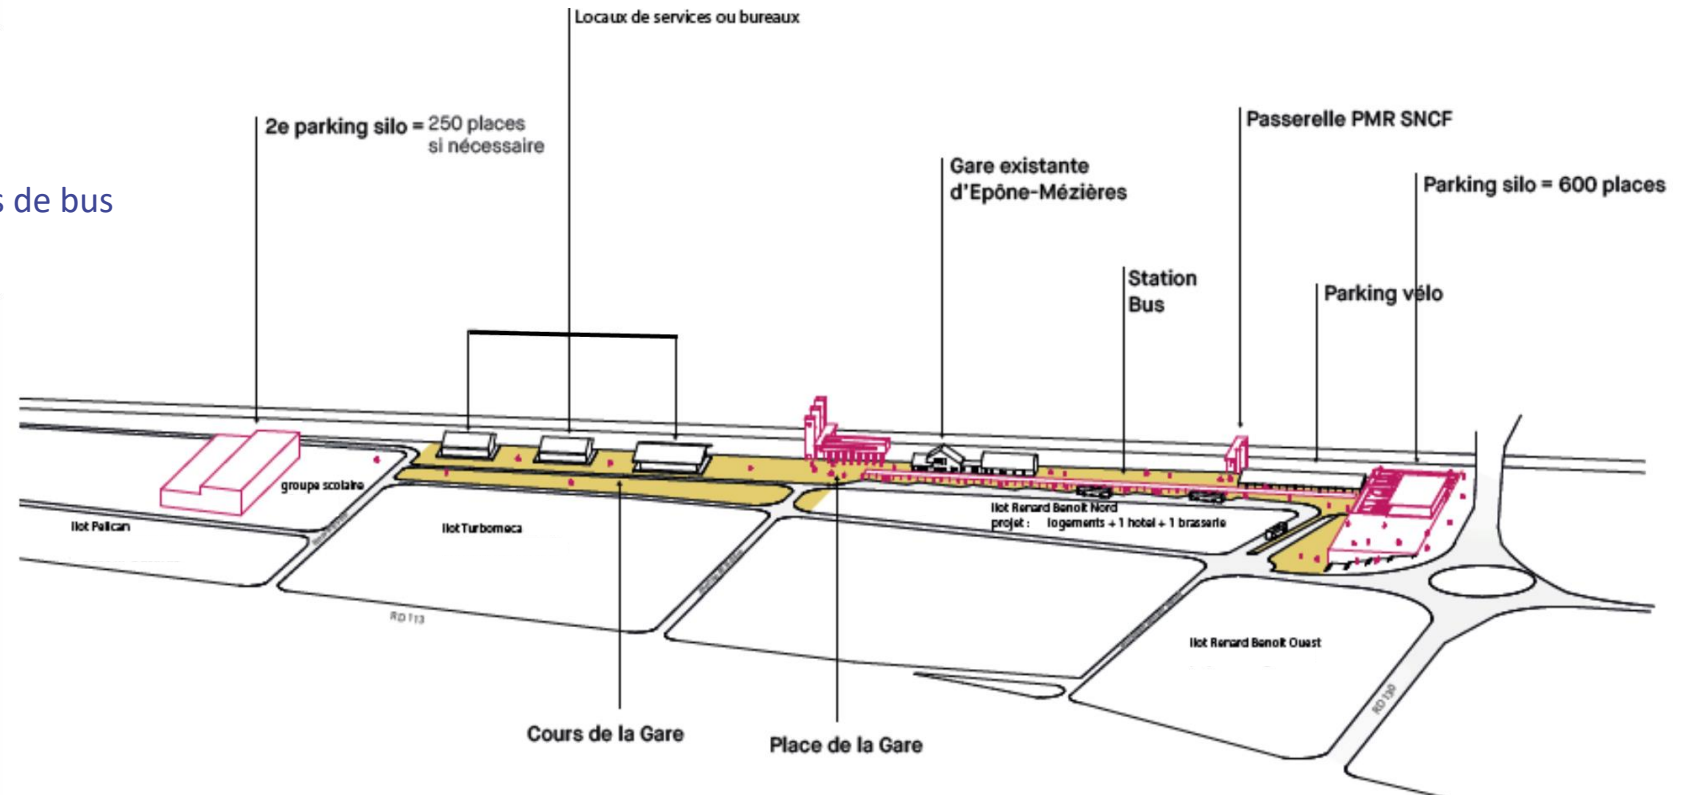 Locaux de services ou bureaux
2e parking silo = 250 places
si nécessaire
Passerelle PMR SNCF
Gare existante
d'Epône-Mézières
Parking silo = 600 places
s de bus
Station
Bus
Parking vélo
groupe scolaire
Ilot Pelican
Ilot Turbomeca
Ilot Renard Benoit Nord
projet : logements + 1 hotel + 1 brasserie
RD 113
Ilot Renard Benoit Ouest
RD 130
Cours de la Gare
Place de la Gare